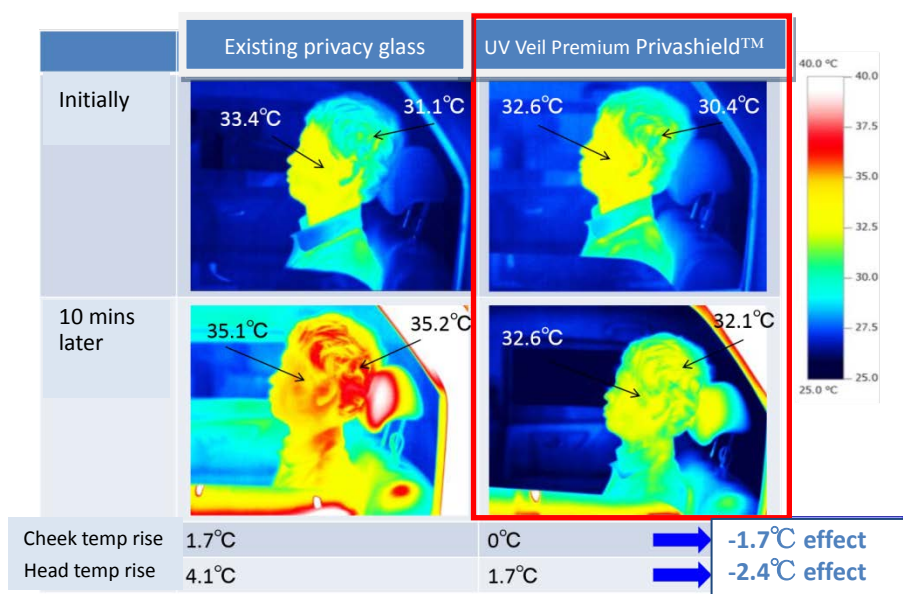 Existing privacy glass
UV Veil Premium Privashield™
Initially
33.4℃
31.1℃
32.6℃
30.4℃
10 mins
later
35.1℃
35.2℃
32.6℃
32.1℃
40.0 ℃
40.0
37.5
35.0
32.5
30.0
27.5
25.0
25.0 ℃
Cheek temp rise
1.7℃
0℃
-1.7℃ effect
Head temp rise
4.1℃
1.7℃
-2.4℃ effect